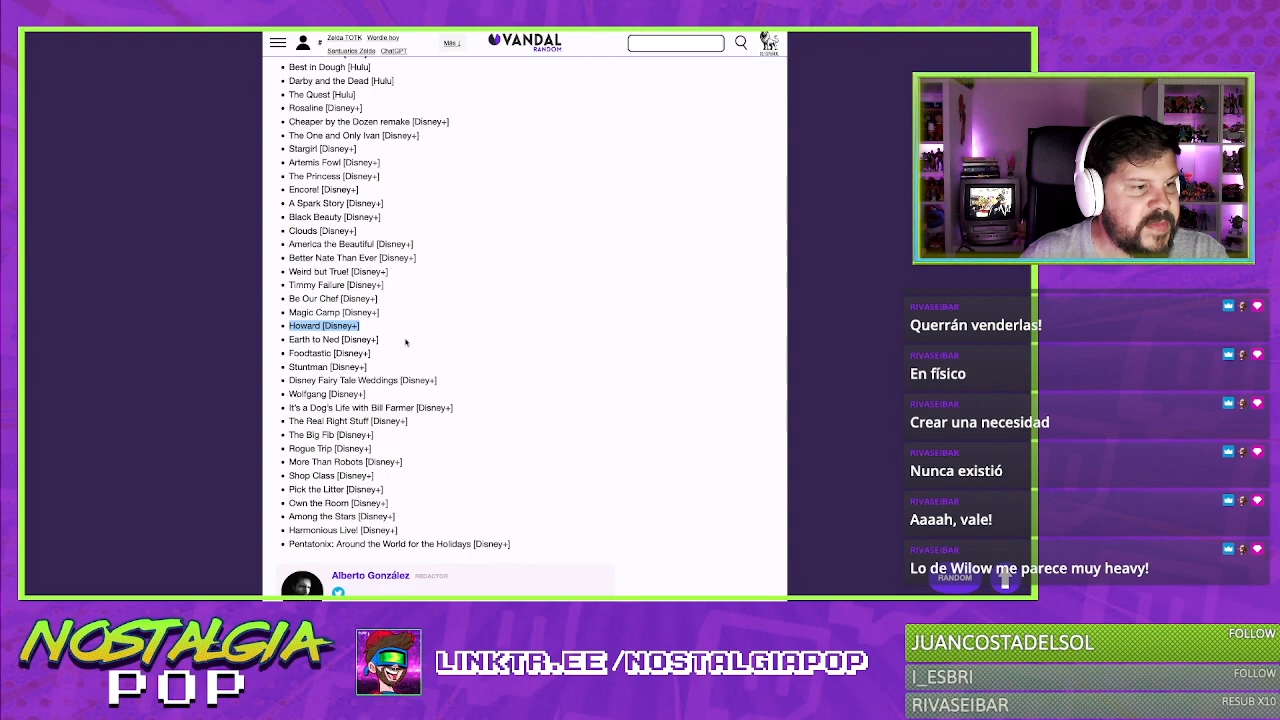 Zelda TOTK Wordle hoy
# Más ↓
Santuarios Zelda ChatGPT
VANDAL
RANDOM
Best in Dough [Hulu]
Darby and the Dead [Hulu]
The Quest [Hulu]
Rosaline [Disney+]
Cheaper by the Dozen remake [Disney+]
The One and Only Ivan [Disney+]
Stargirl [Disney+]
Artemis Fowl [Disney+]
The Princess [Disney+]
Encore! [Disney+]
A Spark Story [Disney+]
Black Beauty [Disney+]
Clouds [Disney+]
America the Beautiful [Disney+]
Better Nate Than Ever [Disney+]
Weird but True! [Disney+]
Timmy Failure [Disney+]
Be Our Chef [Disney+]
Magic Camp [Disney+]
Howard [Disney+]
Earth to Ned [Disney+]
Foodtastic [Disney+]
Stuntman [Disney+]
Disney Fairy Tale Weddings [Disney+]
Wolfgang [Disney+]
It's a Dog's Life with Bill Farmer [Disney+]
The Real Right Stuff [Disney+]
The Big Fib [Disney+]
Rogue Trip [Disney+]
More Than Robots [Disney+]
Shop Class [Disney+]
Pick the Litter [Disney+]
Own the Room [Disney+]
Among the Stars [Disney+]
Harmonious Live! [Disney+]
Pentatonix: Around the World for the Holidays [Disney+]
Alberto González REDACTOR
RANDOM
RIVASEIBAR
Querrán venderlas!
RIVASEIBAR
En físico
RIVASEIBAR
Crear una necesidad
RIVASEIBAR
Nunca existió
RIVASEIBAR
Aaaah, vale!
RIVASEIBAR
Lo de Wilow me parece muy heavy!
NOSTALGIA
POP
LINKTR.EE/NOSTALGIAPOP
JUANCOSTADELSOL FOLLOW
I_ESBRI FOLLOW
RIVASEIBAR RESUB X10